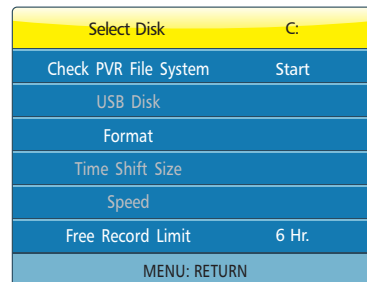 Select Disk C:
Check PVR File System Start
USB Disk
Format
Time Shift Size
Speed
Free Record Limit 6 Hr.
MENU: RETURN